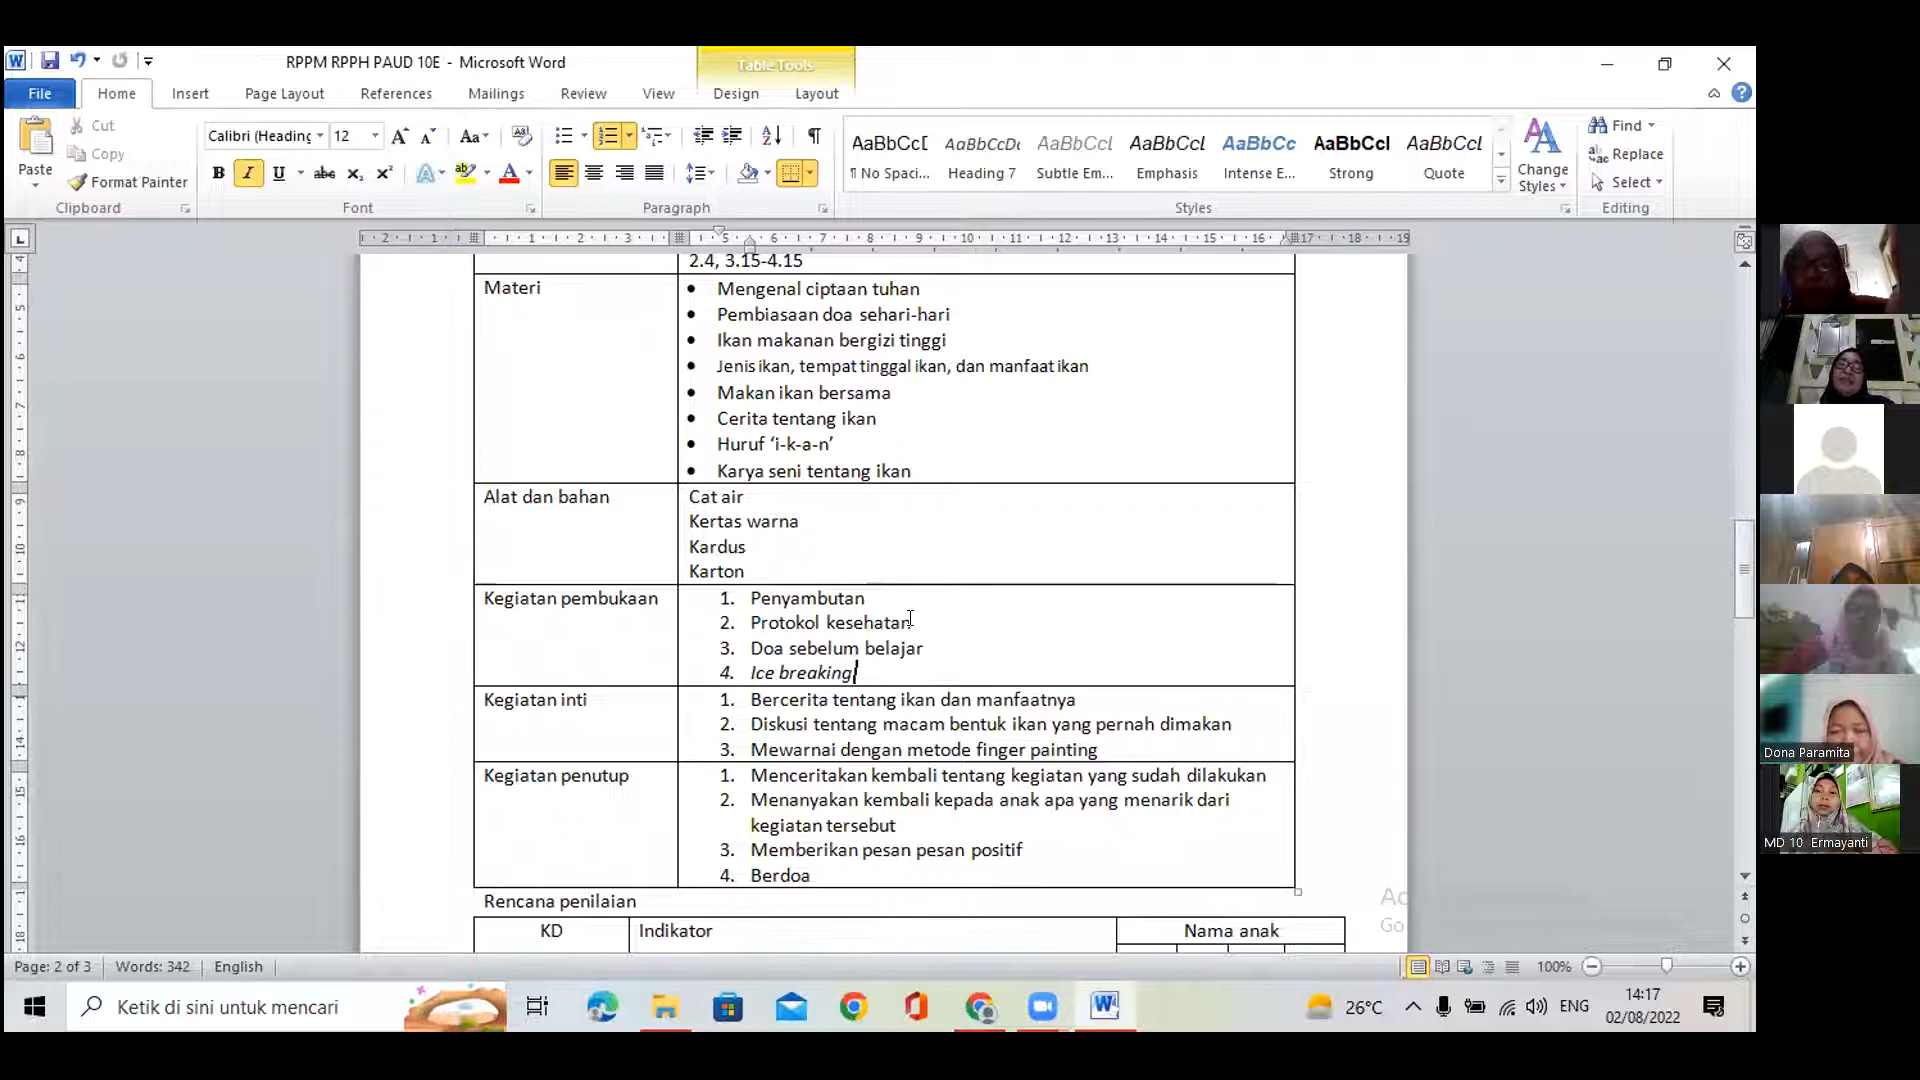 RPPM RPPH PAUD 10E - Microsoft Word
Table Tools
File Home Insert Page Layout References Mailings Review View Design Layout
Paste
Cut
Copy
Format Painter
Clipboard
Calibri (Heading 12
Font
Paragraph
AaBbCc[ AaBbCcDı AaBbCcl AaBbCcl AaBbCc AaBbCcl AaBbCcl
¶ No Spaci... Heading 7 Subtle Em... Emphasis Intense E... Strong Quote
Change Styles
Styles
Find
Replace
Select
Editing
2.4, 3.15-4.15
Materi
• Mengenal ciptaan tuhan
• Pembiasaan doa sehari-hari
• Ikan makanan bergizi tinggi
• Jenis ikan, tempat tinggal ikan, dan manfaat ikan
• Makan ikan bersama
• Cerita tentang ikan
• Huruf ‘i-k-a-n’
• Karya seni tentang ikan
Alat dan bahan
Cat air
Kertas warna
Kardus
Karton
Kegiatan pembukaan
1. Penyambutan
2. Protokol kesehatan
3. Doa sebelum belajar
4. Ice breaking
Kegiatan inti
1. Bercerita tentang ikan dan manfaatnya
2. Diskusi tentang macam bentuk ikan yang pernah dimakan
3. Mewarnai dengan metode finger painting
Kegiatan penutup
1. Menceritakan kembali tentang kegiatan yang sudah dilakukan
2. Menanyakan kembali kepada anak apa yang menarik dari
kegiatan tersebut
3. Memberikan pesan pesan positif
4. Berdoa
Rencana penilaian
KD Indikator Nama anak
Ac
Go
Dona Paramita
MD 10 Ermayanti
Page: 2 of 3 Words: 342 English 100%
Ketik di sini untuk mencari
26°C ENG 14:17
02/08/2022